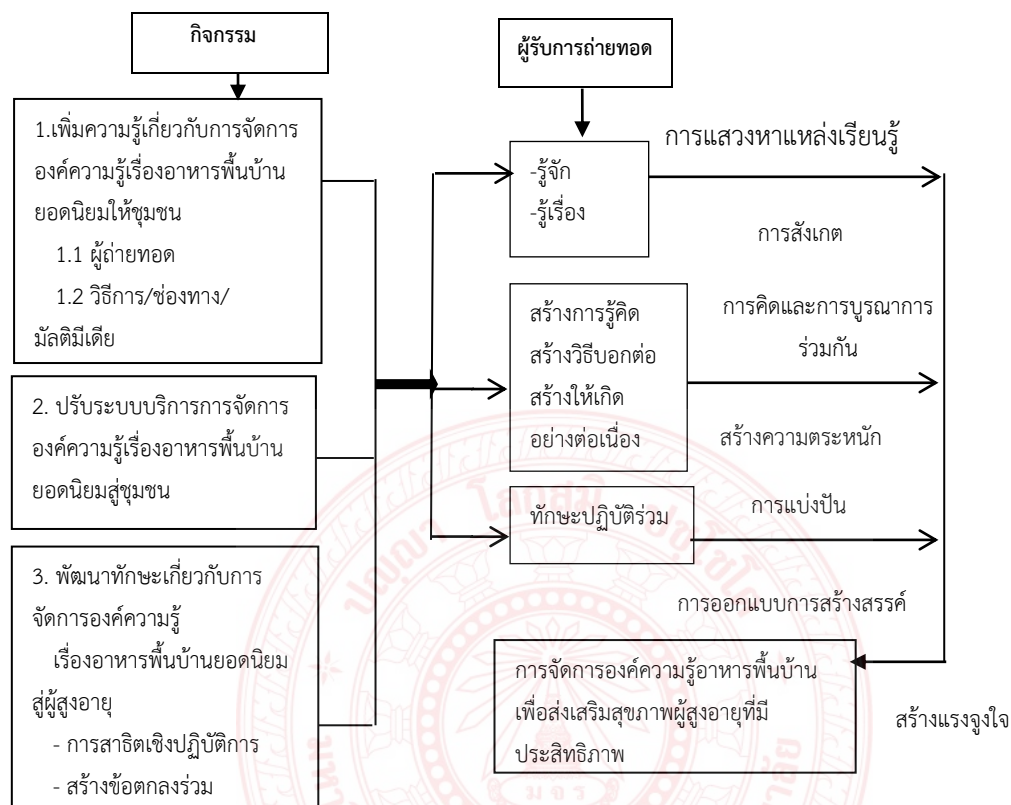 กิจกรรม
ผู้รับการถ่ายทอด
1.เพิ่มความรู้เกี่ยวกับการจัดการ
องค์ความรู้เรื่องอาหารพื้นบ้าน
ยอดนิยมให้ชุมชน
1.1 ผู้ถ่ายทอด
1.2 วิธีการ/ช่องทาง/
มัลติมีเดีย
2. ปรับระบบบริการการจัดการ
องค์ความรู้เรื่องอาหารพื้นบ้าน
ยอดนิยมสู่ชุมชน
3. พัฒนาทักษะเกี่ยวกับการ
จัดการองค์ความรู้
เรื่องอาหารพื้นบ้านยอดนิยม
สู่ผู้สูงอายุ
- การสาธิตเชิงปฏิบัติการ
- สร้างข้อตกลงร่วม
-รู้จัก
-รู้เรื่อง
สร้างการรู้คิด
สร้างวิธีบอกต่อ
สร้างให้เกิด
อย่างต่อเนื่อง
ทักษะปฏิบัติร่วม
การแสวงหาแหล่งเรียนรู้
การสังเกต
การคิดและการบูรณาการ
ร่วมกัน
สร้างความตระหนัก
การแบ่งปัน
การออกแบบการสร้างสรรค์
สร้างแรงจูงใจ
การจัดการองค์ความรู้อาหารพื้นบ้าน
เพื่อส่งเสริมสุขภาพผู้สูงอายุที่มี
ประสิทธิภาพ